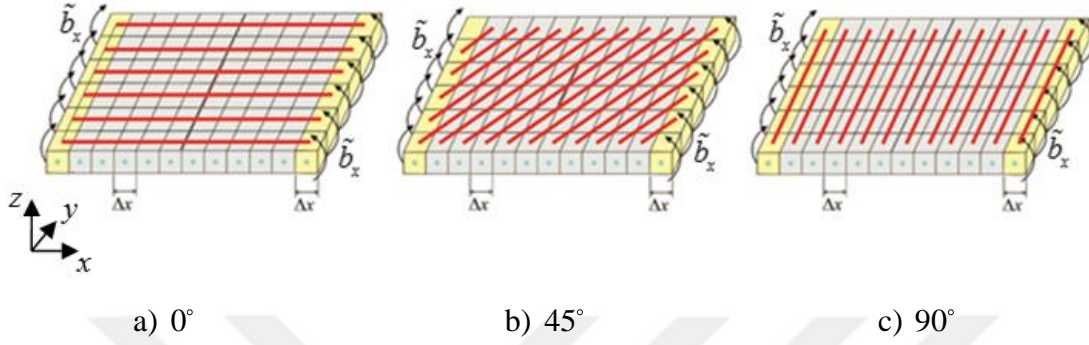 b̃ₓ b̃ₓ b̃ₓ
b̃ₓ b̃ₓ b̃ₓ
Δx Δx Δx Δx Δx Δx
z
y
x
a) 0° b) 45° c) 90°